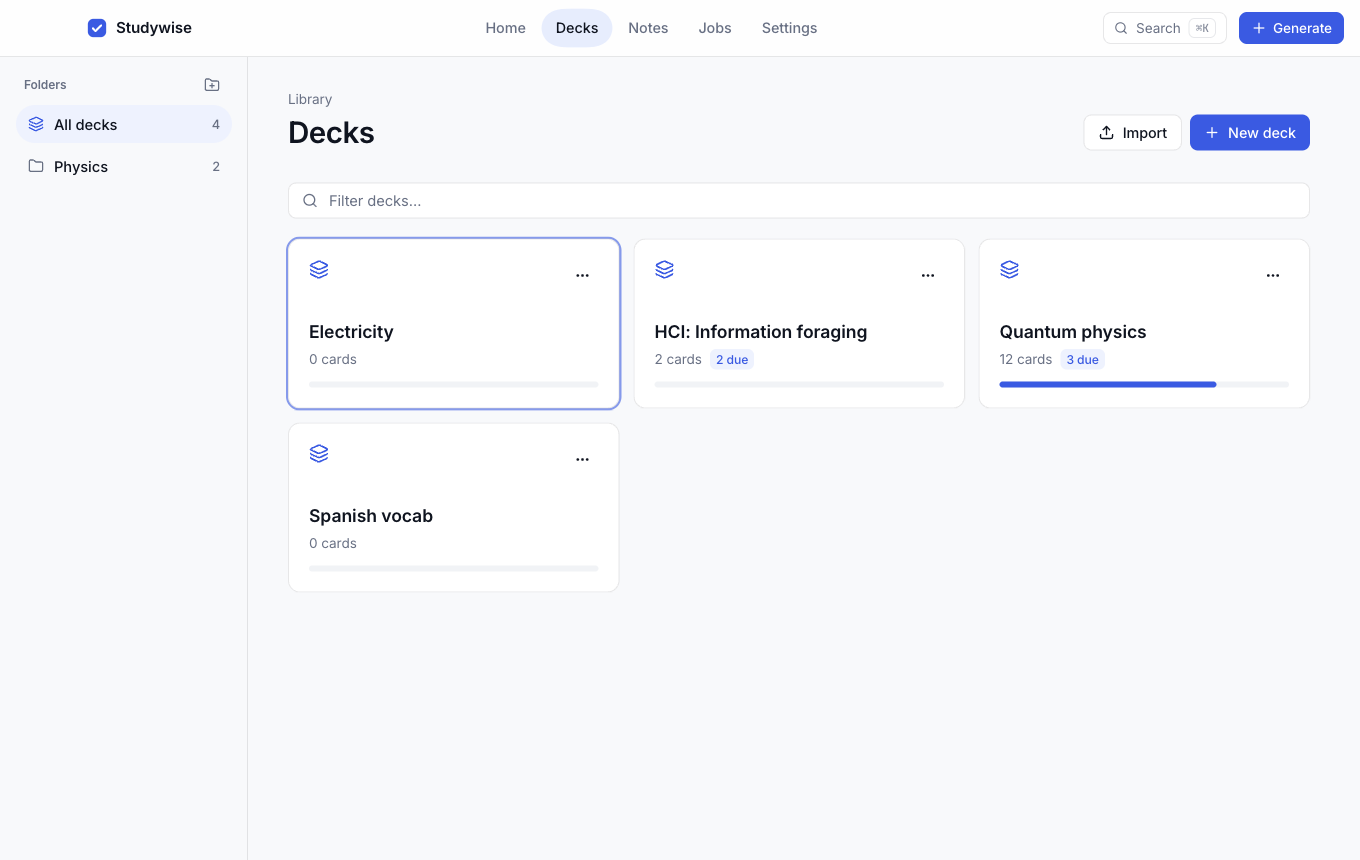 Studywise
Home Decks Notes Jobs Settings
Search ⌘K
Generate
Folders
All decks 4
Physics 2
Library
Decks
Import
New deck
Filter decks...
Electricity
0 cards
HCI: Information foraging
2 cards 2 due
Quantum physics
12 cards 3 due
Spanish vocab
0 cards